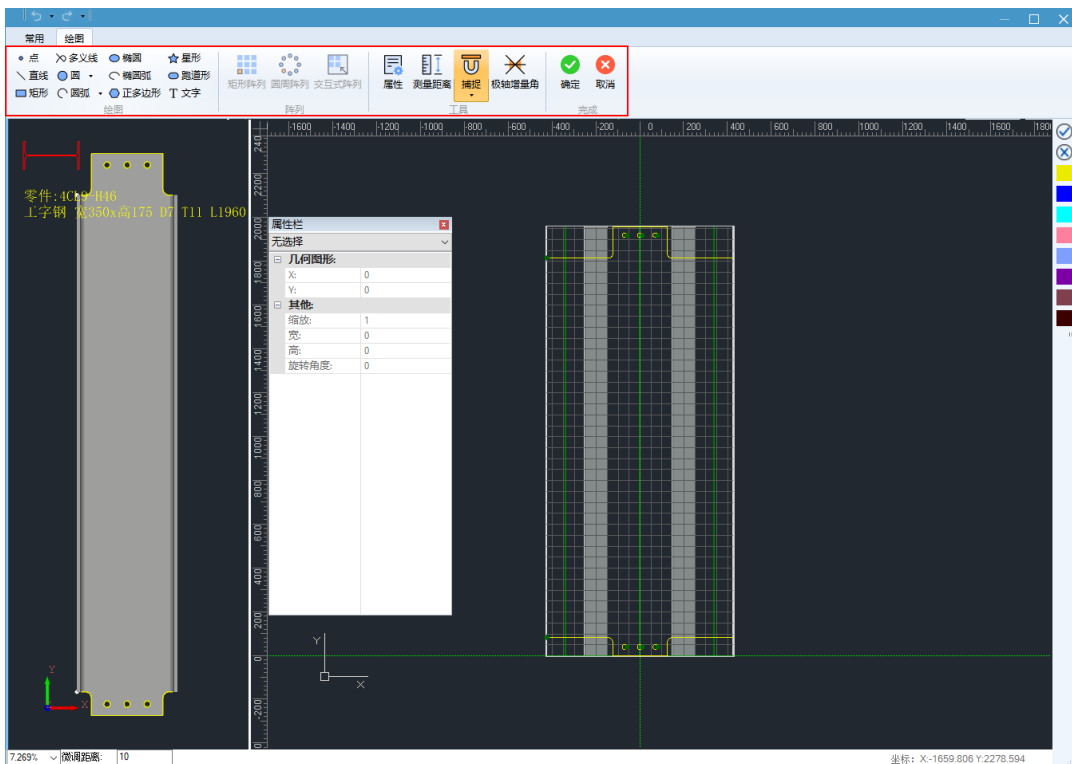 常用 绘图
点 多义线 椭圆 星形
直线 圆 椭圆弧 跑道形
矩形 圆弧 正多边形 T 文字
矩形阵列 圆周阵列 交互式阵列
属性 测量距离 捕捉 极轴增量角
确定 取消
绘图 阵列 工具 完成
-1600 -1400 -1200 -1000 -800 -600 -400 -200 0 200 400 600 800 1000 1200 1400 1600 180
240
2200
2000
1800
1600
1400
1200
1000
800
600
400
200
0
-200
零件:4CL9-H46
工字钢 宽350x高175 D7 T11 L1960
属性栏
无选择
几何图形:
X: 0
Y: 0
其他:
缩放: 1
宽: 0
高: 0
旋转角度: 0
Y
X
Y
X
7.269% 微调距离: 10
坐标: X:-1659.806 Y:2278.594